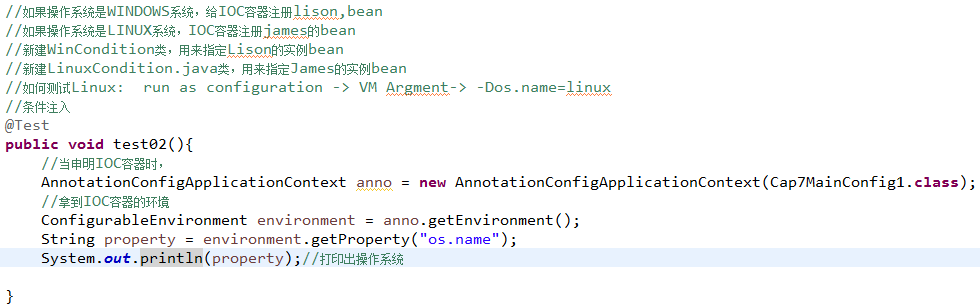 //如果操作系统是WINDOWS系统，给IOC容器注册lison,bean
//如果操作系统是LINUX系统，IOC容器注册james的bean
//新建WinCondition类，用来指定Lison的实例bean
//新建LinuxCondition.java类，用来指定James的实例bean
//如何测试Linux:  run as configuration -> VM Argment-> -Dos.name=linux
//条件注入
@Test
public void test02(){
    //当申明IOC容器时，
    AnnotationConfigApplicationContext anno = new AnnotationConfigApplicationContext(Cap7MainConfig1.class);
    //拿到IOC容器的环境
    ConfigurableEnvironment environment = anno.getEnvironment();
    String property = environment.getProperty("os.name");
    System.out.println(property);//打印出操作系统
}